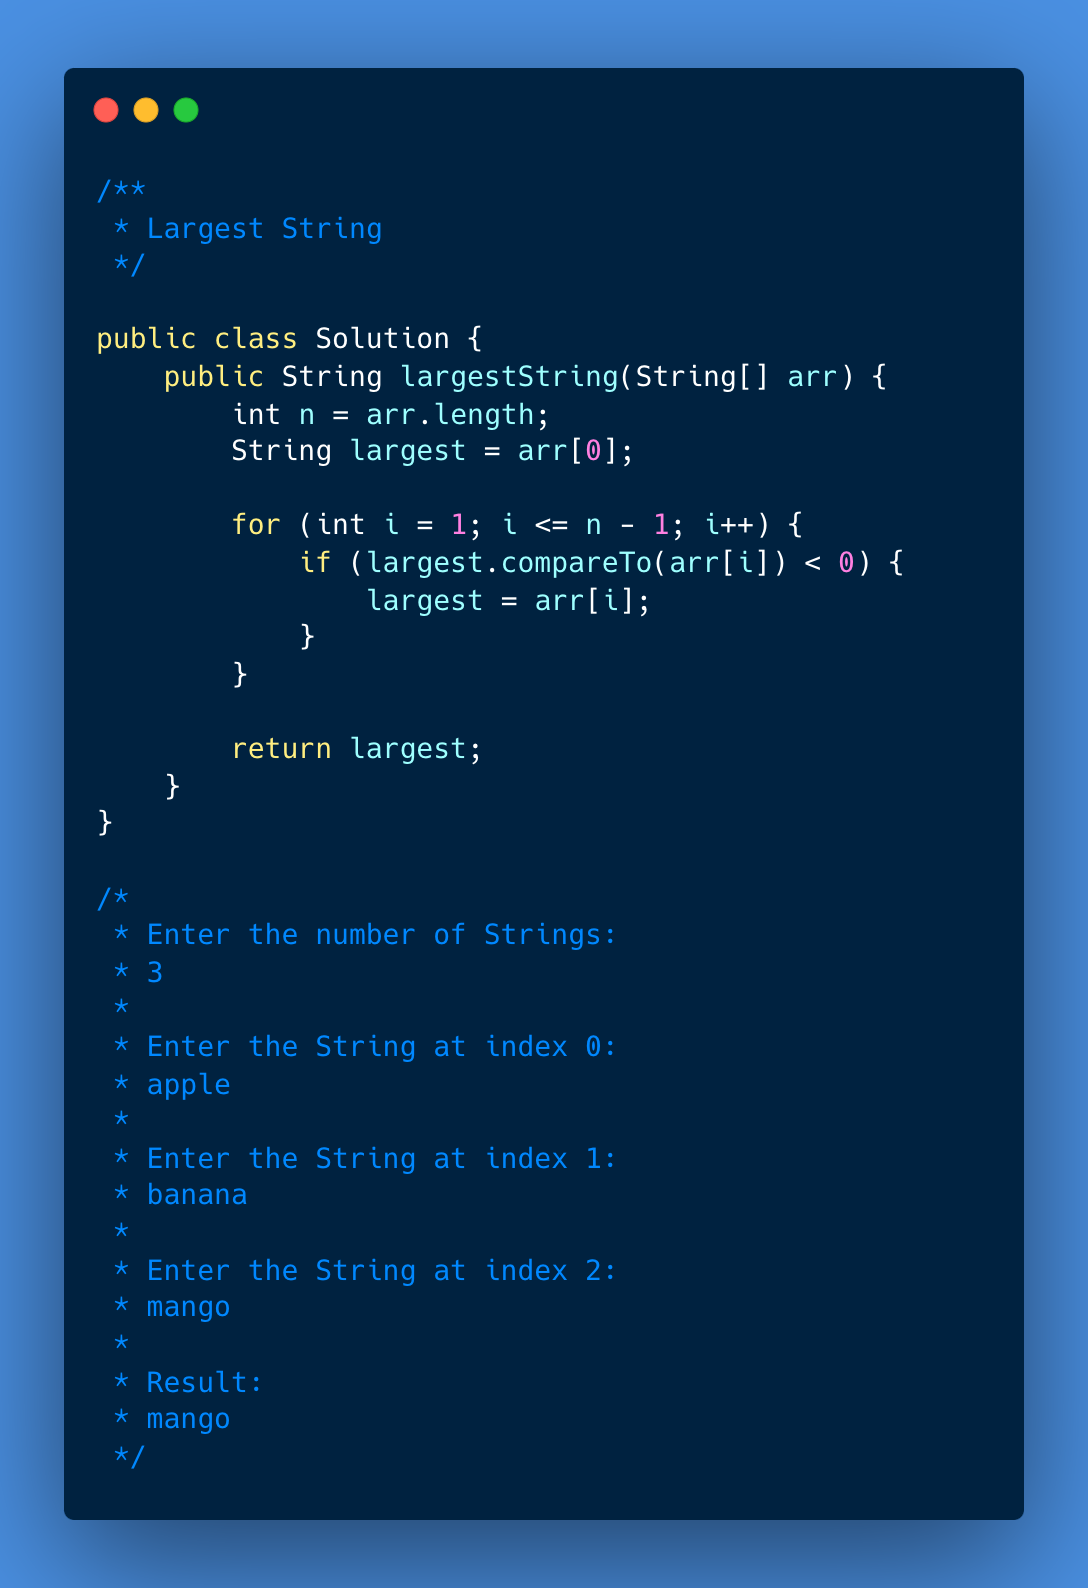 /**
 * Largest String
 */

public class Solution {
    public String largestString(String[] arr) {
        int n = arr.length;
        String largest = arr[0];

        for (int i = 1; i <= n - 1; i++) {
            if (largest.compareTo(arr[i]) < 0) {
                largest = arr[i];
            }
        }

        return largest;
    }
}

/*
 * Enter the number of Strings:
 * 3
 *
 * Enter the String at index 0:
 * apple
 *
 * Enter the String at index 1:
 * banana
 *
 * Enter the String at index 2:
 * mango
 *
 * Result:
 * mango
 */